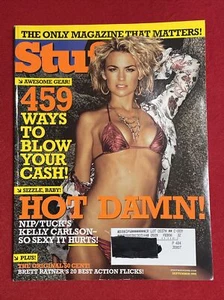 THE ONLY MAGAZINE THAT MATTERS!
Stuff
AWESOME GEAR!
459
WAYS TO
BLOW
YOUR
CASH!
SIZZLE, BABY!
HOT DAMN!
NIP/TUCK'S
KELLY CARLSON–
SO SEXY IT HURTS!
PLUS!
THE ORIGINAL 50 CENT!
BRETT RATNER'S 20 BEST ACTION FLICKS!